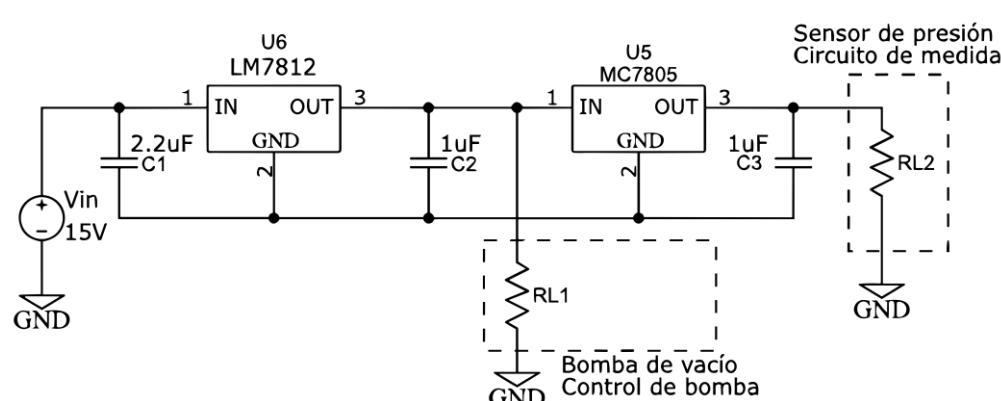 U6
LM7812
1
IN
OUT
3
GND
2
2.2uF
C1
Vin
15V
GND
1uF
C2
U5
MC7805
1
IN
OUT
3
GND
2
1uF
C3
Sensor de presión
Circuito de medida
RL2
GND
RL1
Bomba de vacío
Control de bomba
GND